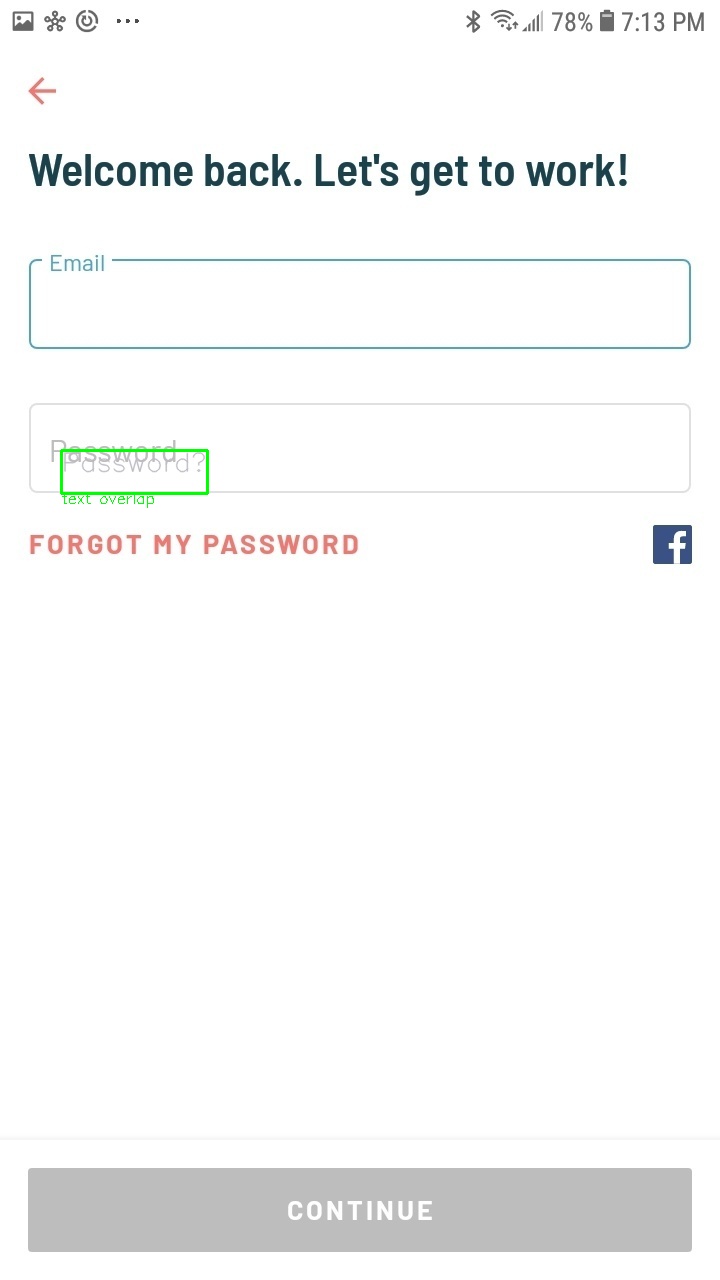 78% 7:13 PM
Welcome back. Let's get to work!
Email
Password
Password?
text overlap
FORGOT MY PASSWORD
f
CONTINUE